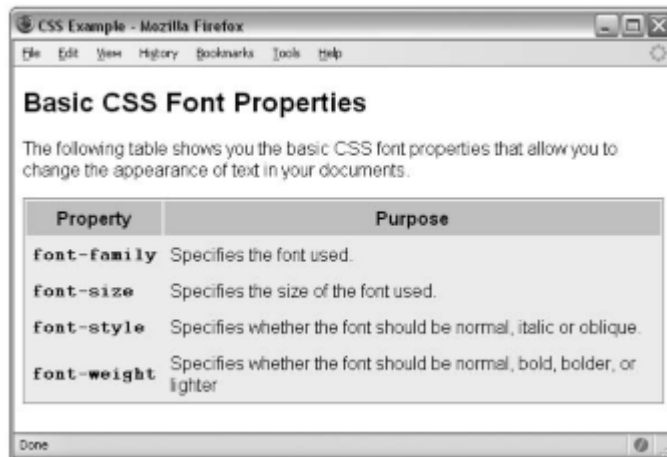 CSS Example - Mozilla Firefox
File Edit View History Bookmarks Tools Help
Basic CSS Font Properties
The following table shows you the basic CSS font properties that allow you to
change the appearance of text in your documents.
Property Purpose
font-family Specifies the font used.
font-size Specifies the size of the font used.
font-style Specifies whether the font should be normal, italic or oblique.
font-weight Specifies whether the font should be normal, bold, bolder, or
lighter
Done